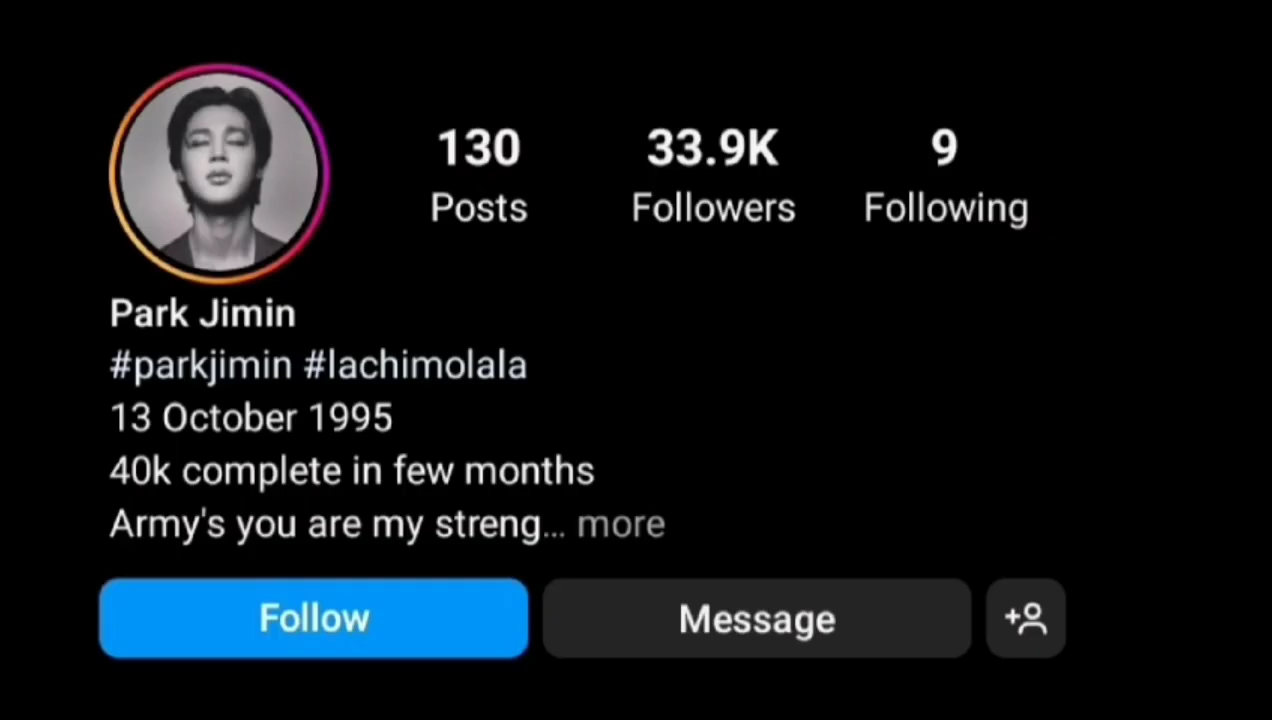 130 33.9K 9
Posts Followers Following
Park Jimin
#parkjimin #lachimolala
13 October 1995
40k complete in few months
Army's you are my streng... more
Follow Message